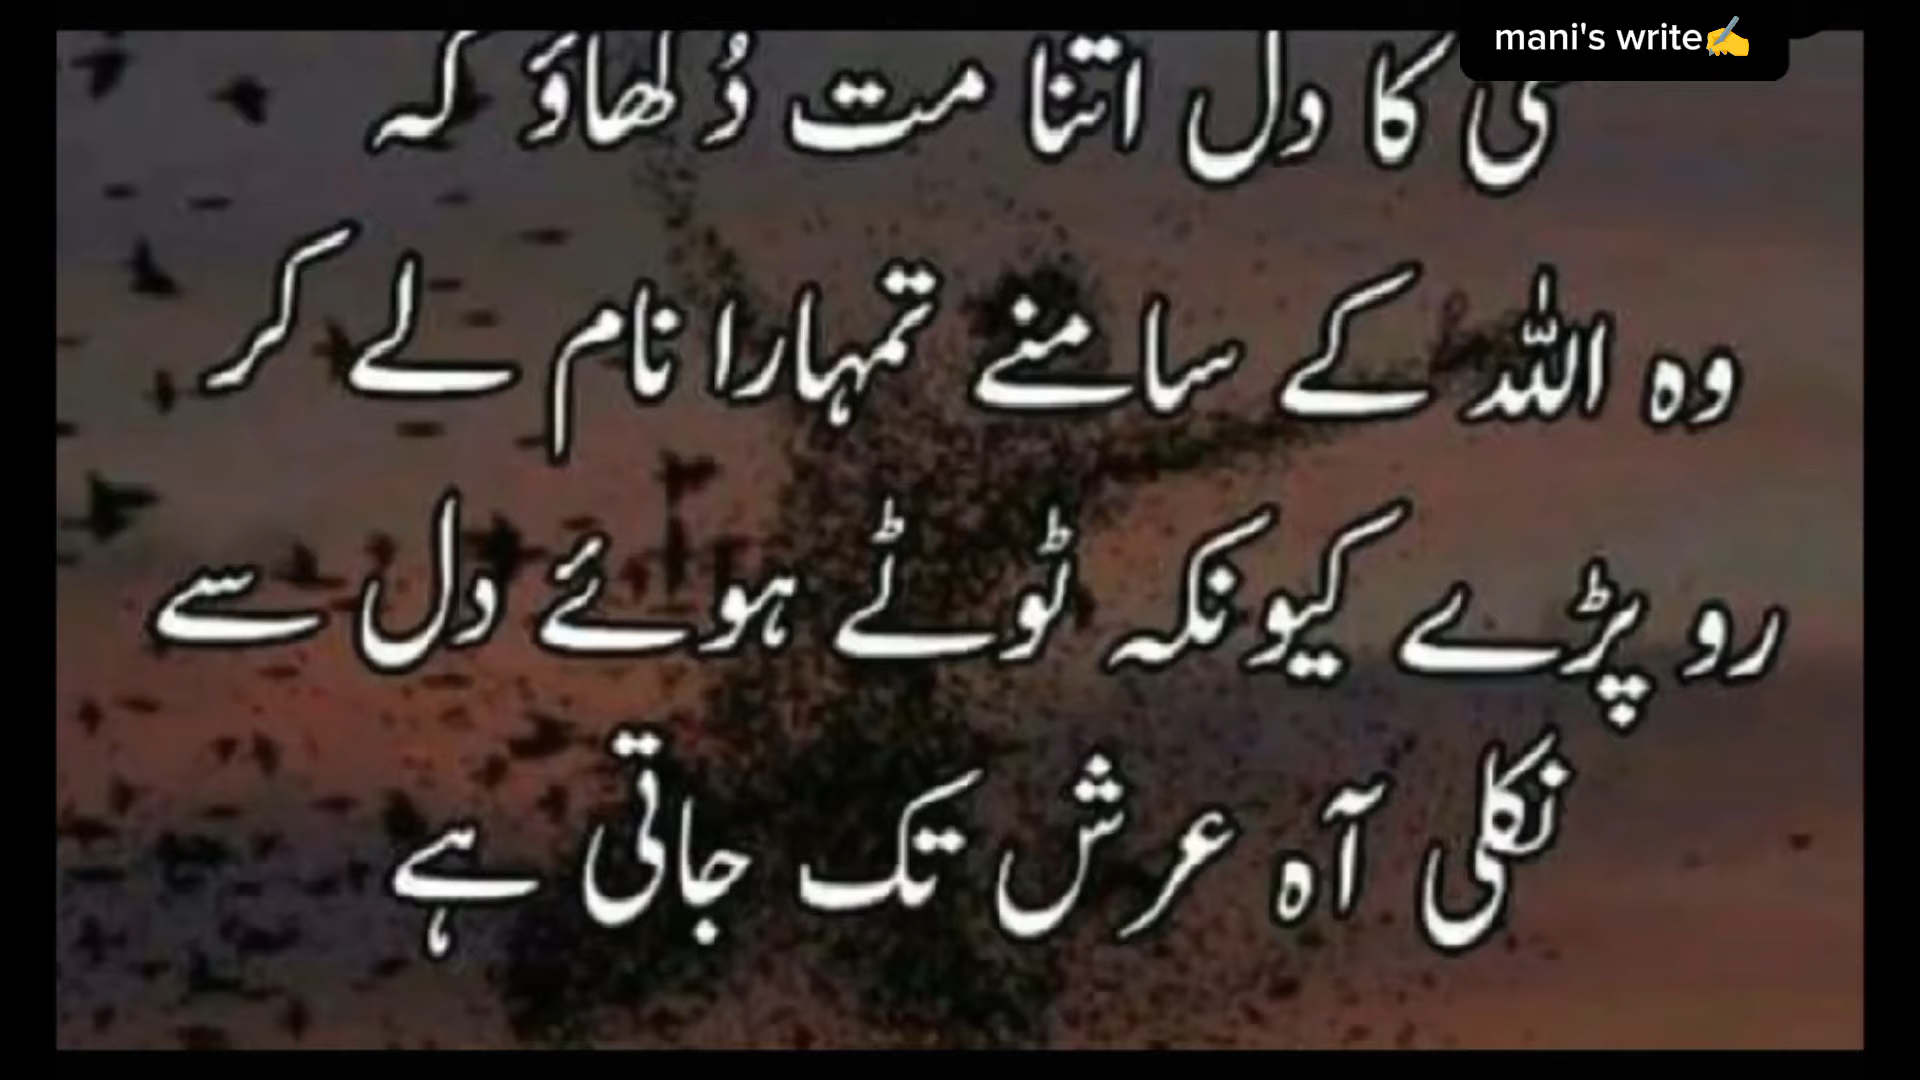 mani's write✍️
کا دل اتنا مت دُکھاؤ کہ
وہ اللہ کے سامنے تمہارا نام لے کر
رو پڑے کیونکہ ٹوٹے ہوئے دل سے
نکلی آہ عرش تک جاتی ہے